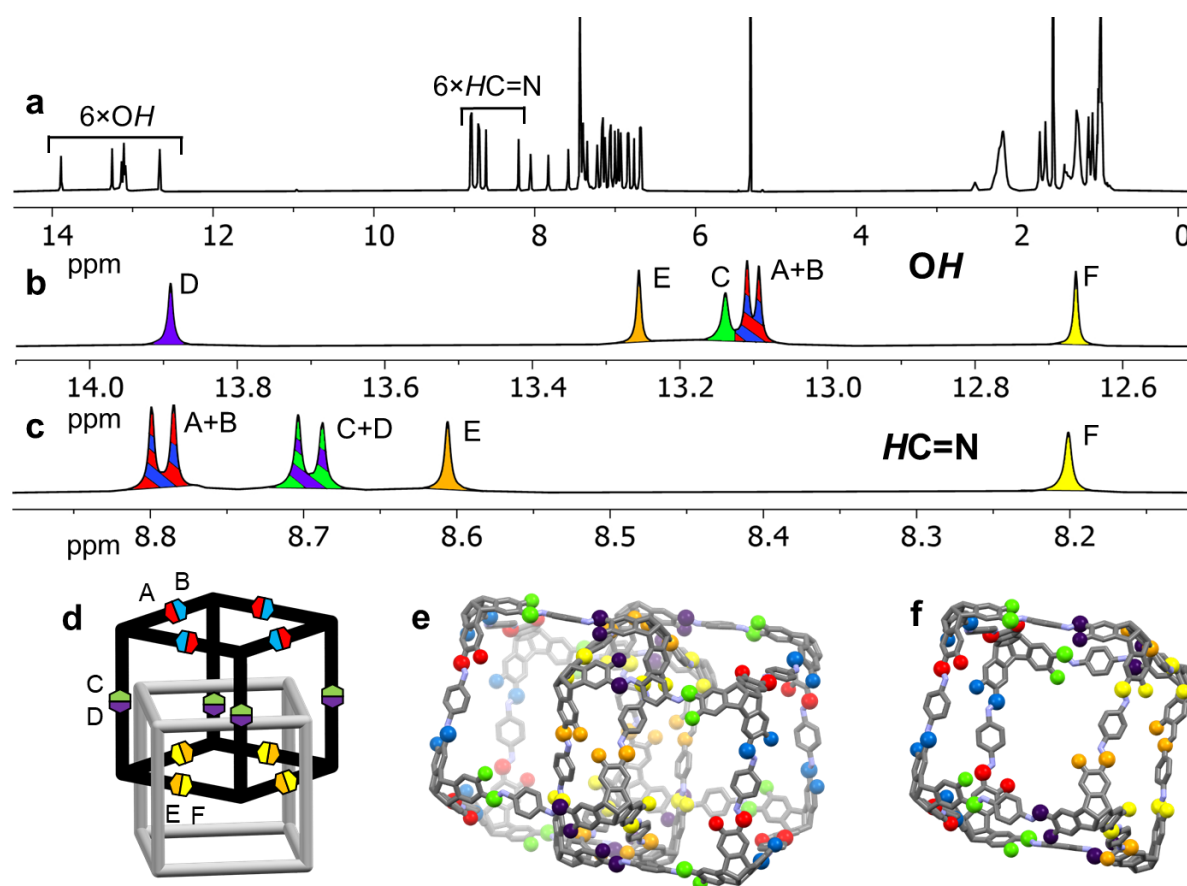 a
6×OH
6×HC=N
14 12 10 8 6 4 2 0
ppm
b
D E C A+B OH F
14.0 13.8 13.6 13.4 13.2 13.0 12.8 12.6
ppm
c
A+B C+D E HC=N F
8.8 8.7 8.6 8.5 8.4 8.3 8.2
ppm
d
A B
C
D
E F
e
f